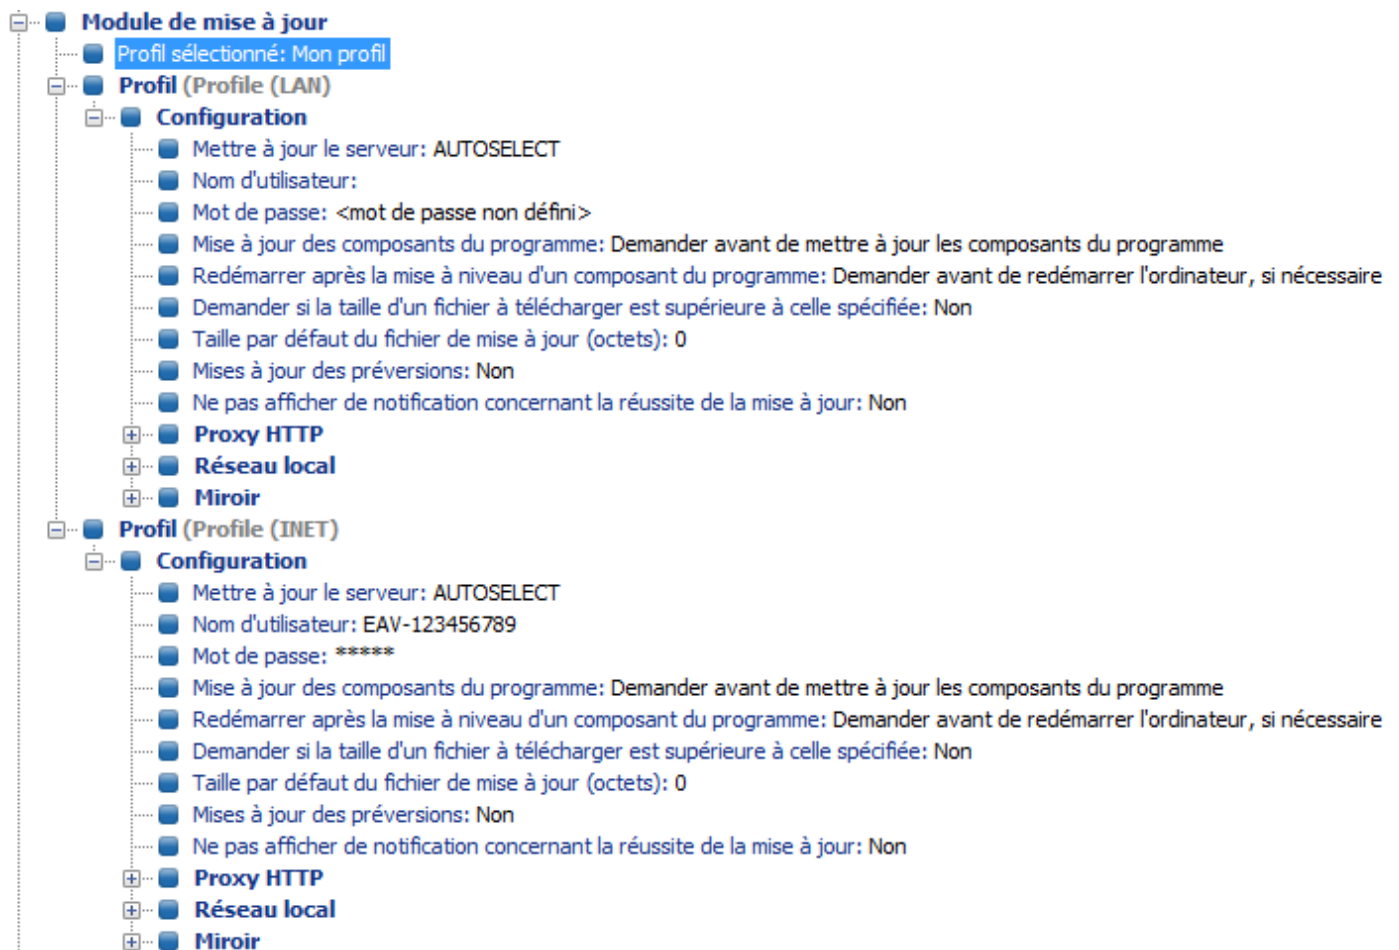 Module de mise à jour
Profil sélectionné: Mon profil
Profil (Profile (LAN)
Configuration
Mettre à jour le serveur: AUTOSELECT
Nom d'utilisateur:
Mot de passe: <mot de passe non défini>
Mise à jour des composants du programme: Demander avant de mettre à jour les composants du programme
Redémarrer après la mise à niveau d'un composant du programme: Demander avant de redémarrer l'ordinateur, si nécessaire
Demander si la taille d'un fichier à télécharger est supérieure à celle spécifiée: Non
Taille par défaut du fichier de mise à jour (octets): 0
Mises à jour des préversions: Non
Ne pas afficher de notification concernant la réussite de la mise à jour: Non
Proxy HTTP
Réseau local
Miroir
Profil (Profile (INET)
Configuration
Mettre à jour le serveur: AUTOSELECT
Nom d'utilisateur: EAV-123456789
Mot de passe: *****
Mise à jour des composants du programme: Demander avant de mettre à jour les composants du programme
Redémarrer après la mise à niveau d'un composant du programme: Demander avant de redémarrer l'ordinateur, si nécessaire
Demander si la taille d'un fichier à télécharger est supérieure à celle spécifiée: Non
Taille par défaut du fichier de mise à jour (octets): 0
Mises à jour des préversions: Non
Ne pas afficher de notification concernant la réussite de la mise à jour: Non
Proxy HTTP
Réseau local
Miroir